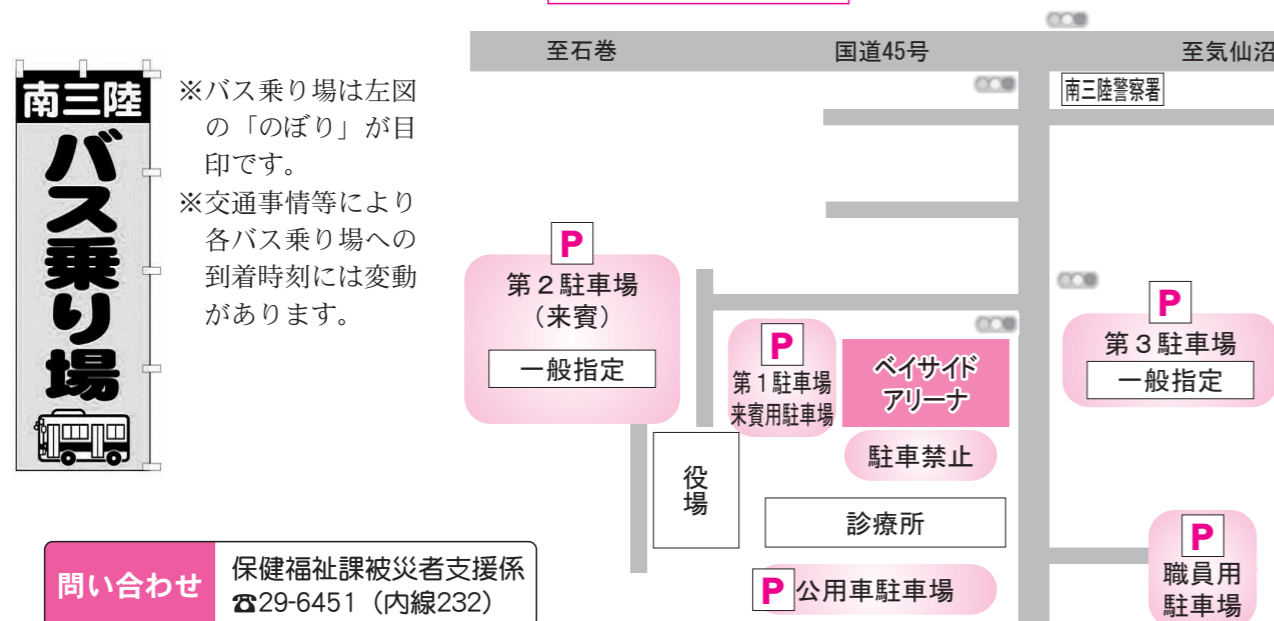 南三陸
バス乗り場
※バス乗り場は左図
の「のぼり」が目
印です。
※交通事情等により
各バス乗り場への
到着時刻には変動
があります。
問い合わせ
保健福祉課被災者支援係
☎29-6451（内線232）
至石巻
国道45号
至気仙沼
南三陸警察署
P
第２駐車場
（来賓）
一般指定
P
第１駐車場
来賓用駐車場
ベイサイド
アリーナ
P
第３駐車場
一般指定
駐車禁止
役場
診療所
P
公用車駐車場
P
職員用
駐車場